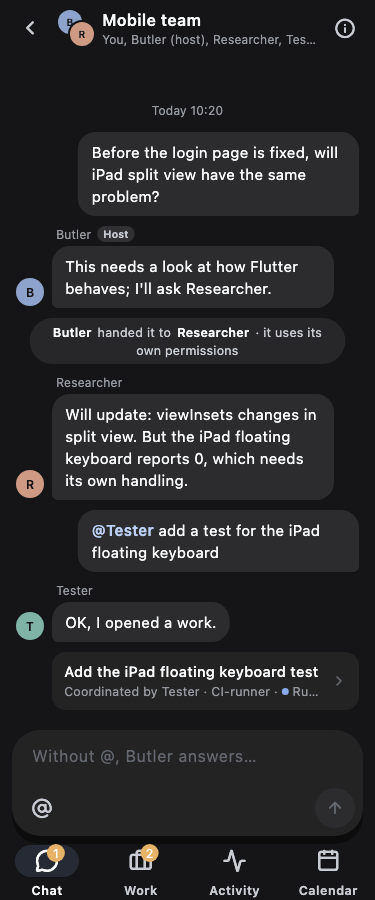 Mobile team
You, Butler (host), Researcher, Tes...
B
R
Today 10:20
Before the login page is fixed, will
iPad split view have the same
problem?
Butler Host
This needs a look at how Flutter
behaves; I'll ask Researcher.
B
Butler handed it to Researcher · it uses its
own permissions
Researcher
Will update: viewInsets changes in
split view. But the iPad floating
keyboard reports 0, which needs
its own handling.
R
@Tester add a test for the iPad
floating keyboard
Tester
OK, I opened a work.
T
Add the iPad floating keyboard test
Coordinated by Tester · CI-runner · Ru...
Without @, Butler answers...
@
1
2
Chat
Work
Activity
Calendar